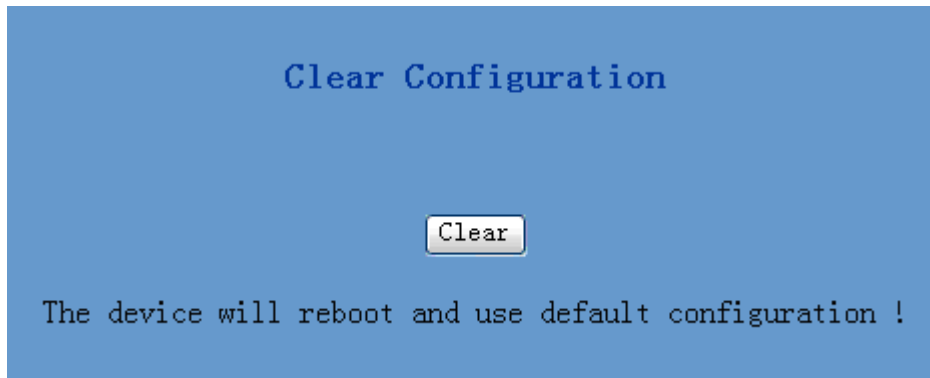 Clear Configuration
Clear
The device will reboot and use default configuration !